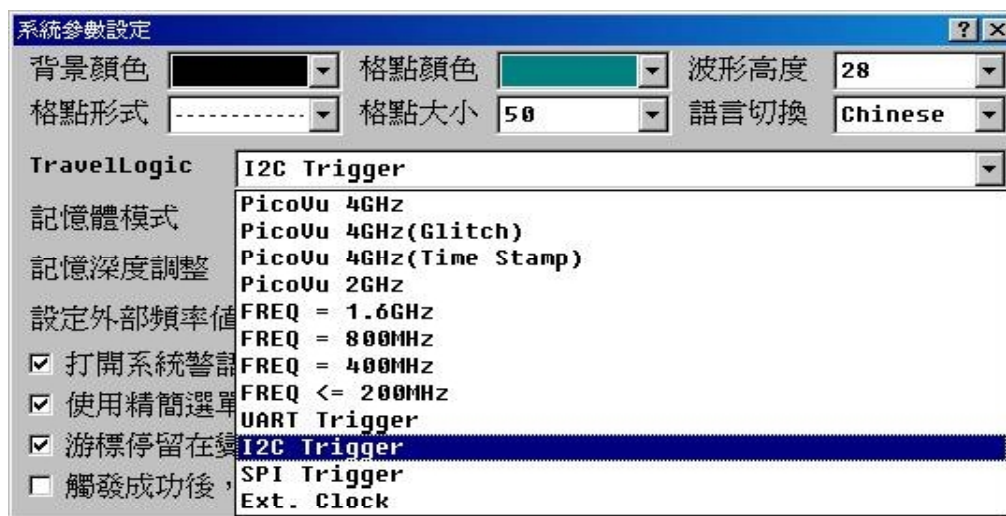 系統參數設定
背景顏色 格點顏色 波形高度 28
格點形式 格點大小 50 語言切換 Chinese
TravelLogic I2C Trigger
PicoVu 4GHz
記憶體模式
PicoVu 4GHz(Glitch)
PicoVu 4GHz(Time Stamp)
記憶深度調整
PicoVu 2GHz
FREQ = 1.6GHz
設定外部頻率值
FREQ = 800MHz
打開系統警語
FREQ = 400MHz
FREQ <= 200MHz
使用精簡選單
UART Trigger
游標停留在變
I2C Trigger
SPI Trigger
觸發成功後，
Ext. Clock